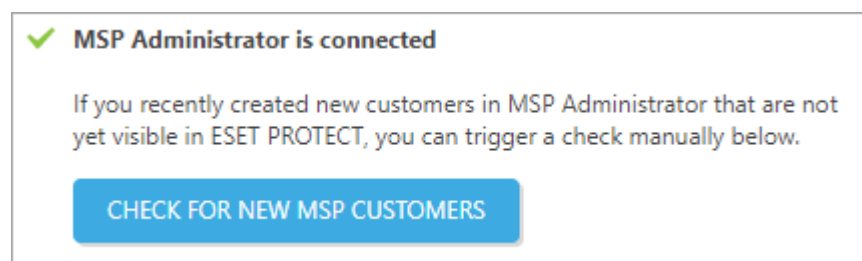 MSP Administrator is connected
If you recently created new customers in MSP Administrator that are not
yet visible in ESET PROTECT, you can trigger a check manually below.
CHECK FOR NEW MSP CUSTOMERS